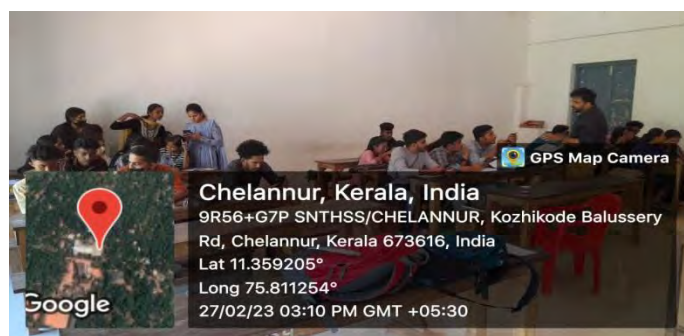 GPS Map Camera
Chelannur, Kerala, India
9R56+G7P SNTHSS/CHELANNUR, Kozhikode Balussery
Rd, Chelannur, Kerala 673616, India
Lat 11.359205°
Long 75.811254°
27/02/23 03:10 PM GMT +05:30
Google